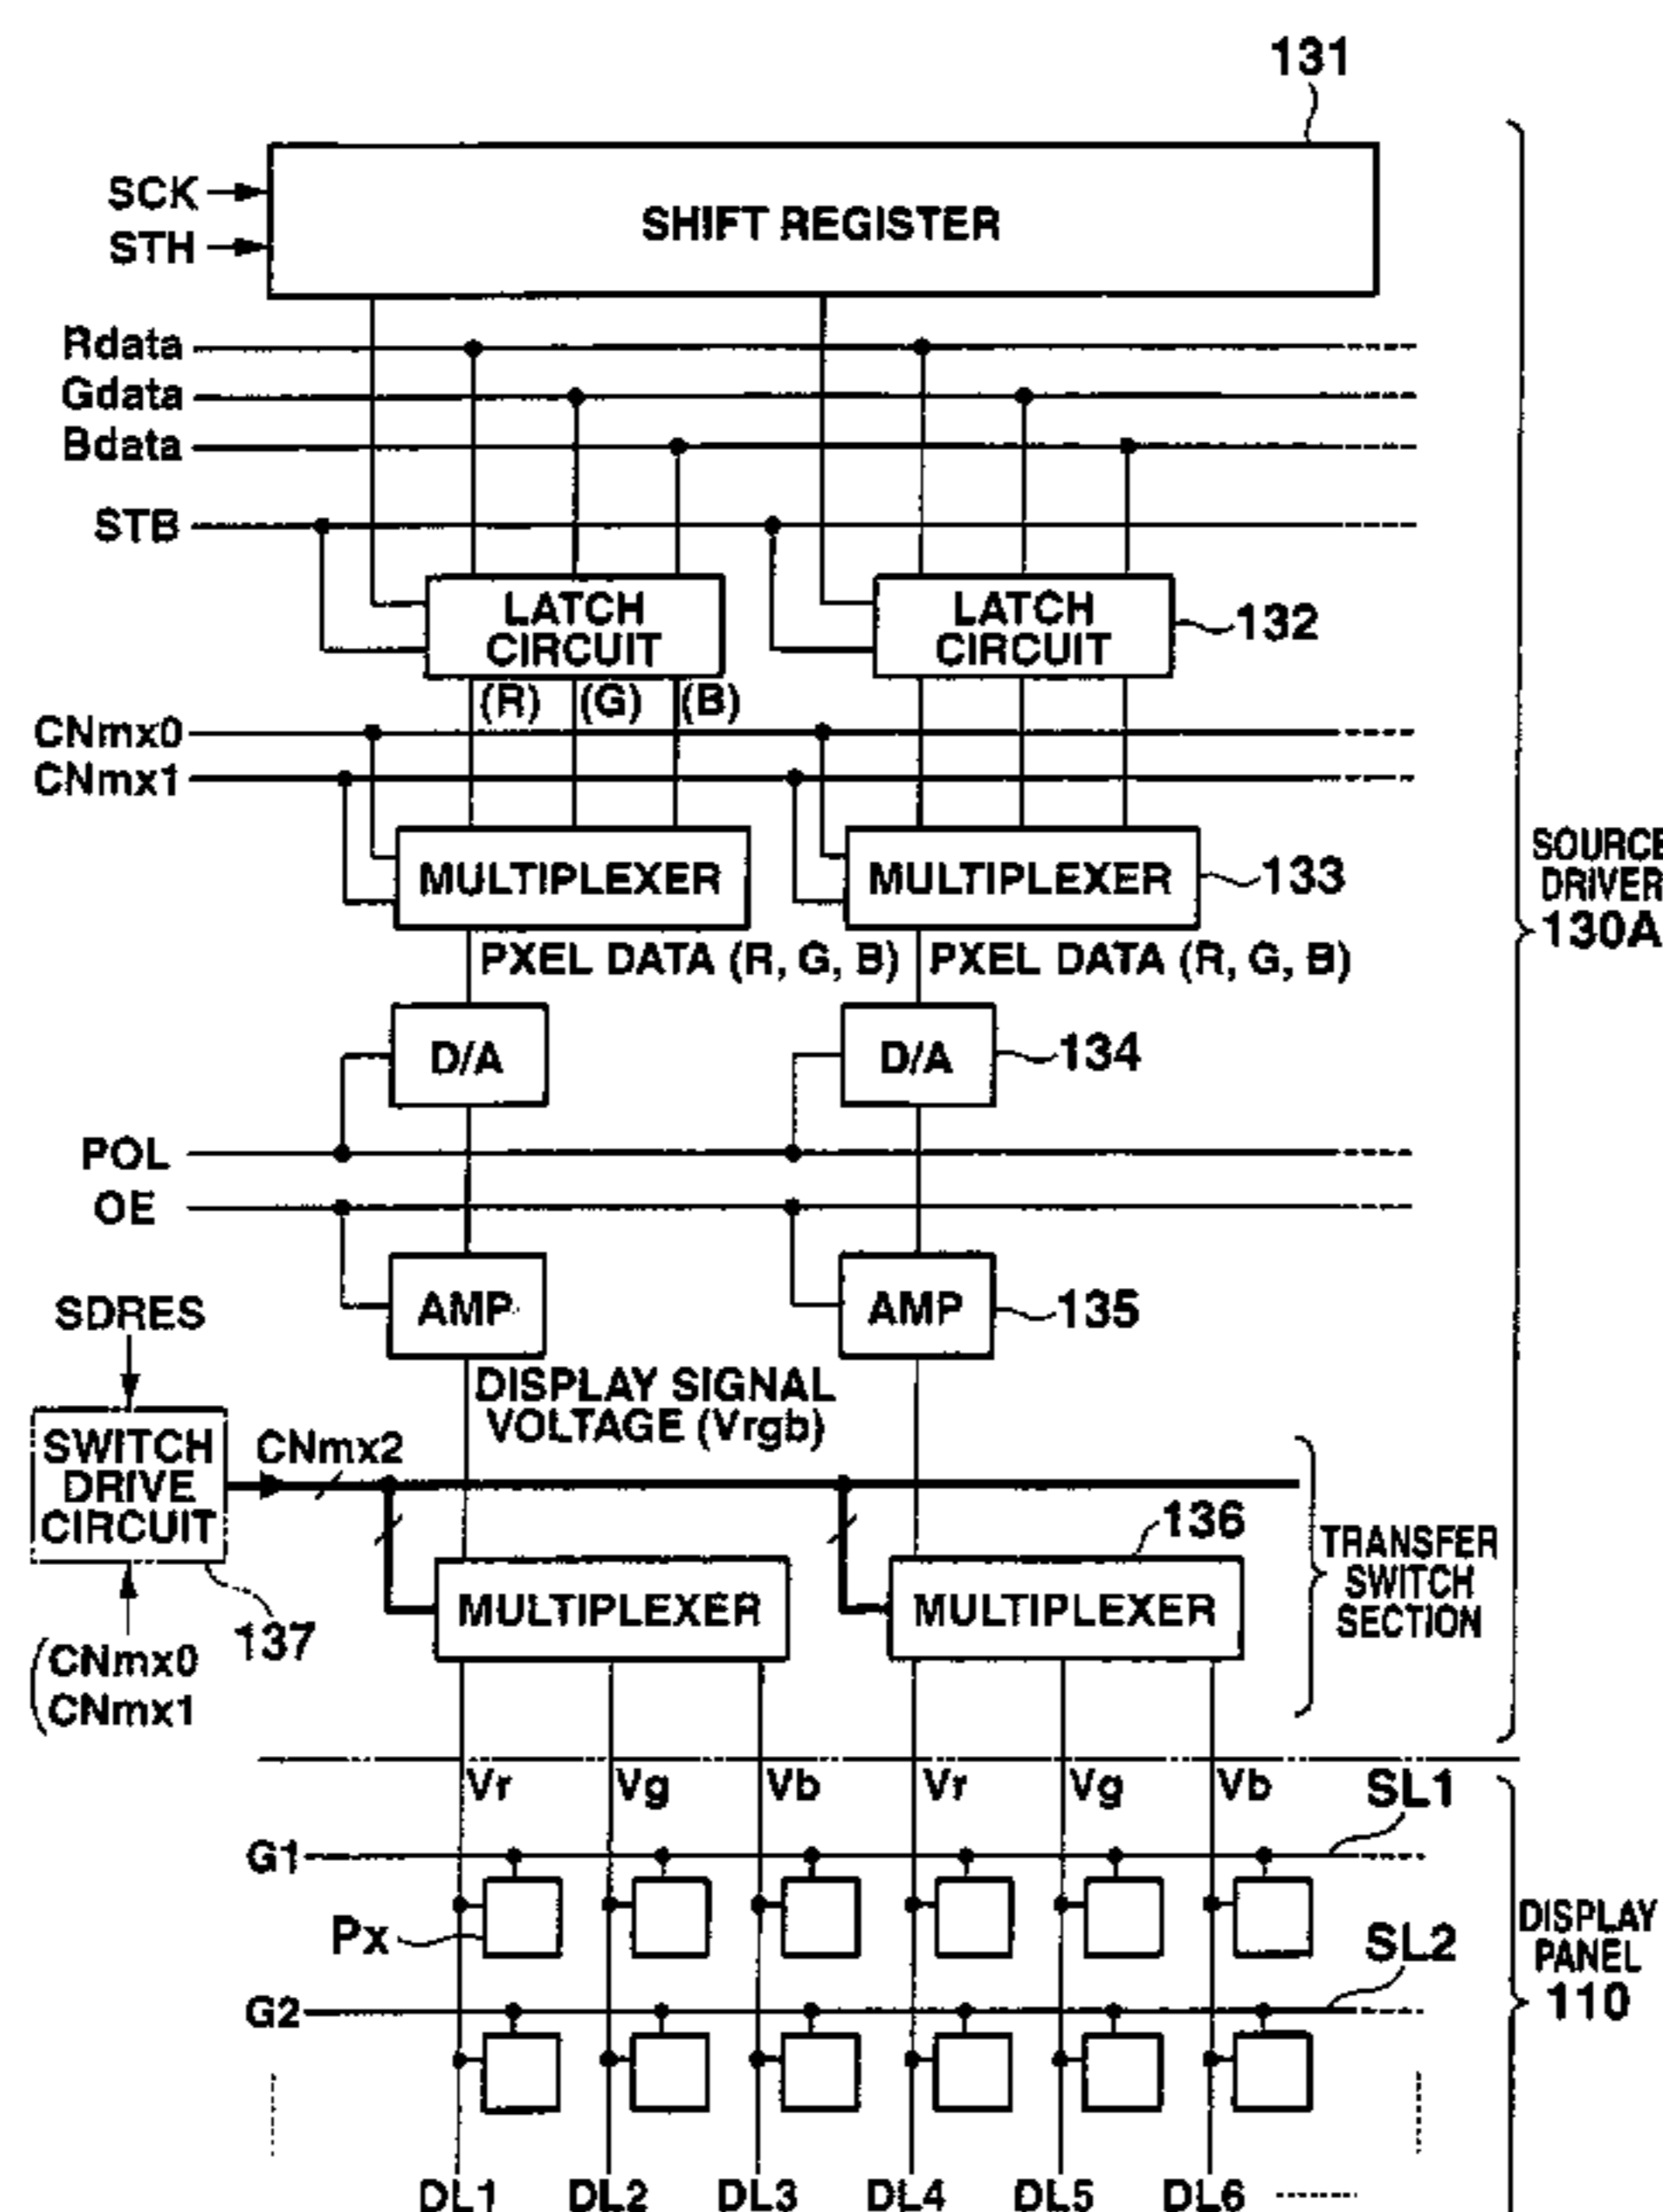 131
SCK
SHIFT REGISTER
STH
Rdata
Gdata
Bdata
STB
LATCH
CIRCUIT
LATCH
CIRCUIT
132
(R) (G) (B)
CNmx0
CNmx1
MULTIPLEXER
MULTIPLEXER
133
SOURCE
DRIVER
130A
PXEL DATA (R, G, B)
PXEL DATA (R, G, B)
D/A
D/A
134
POL
OE
SDRES
AMP
AMP
135
DISPLAY SIGNAL
VOLTAGE (Vrgb)
SWITCH
DRIVE
CIRCUIT
CNmx2
136
TRANSFER
SWITCH
SECTION
MULTIPLEXER
MULTIPLEXER
137
(CNmx0
CNmx1
Vr Vg Vb Vr Vg Vb
SL1
G1
Px
SL2
DISPLAY
PANEL
110
G2
DL1 DL2 DL3 DL4 DL5 DL6